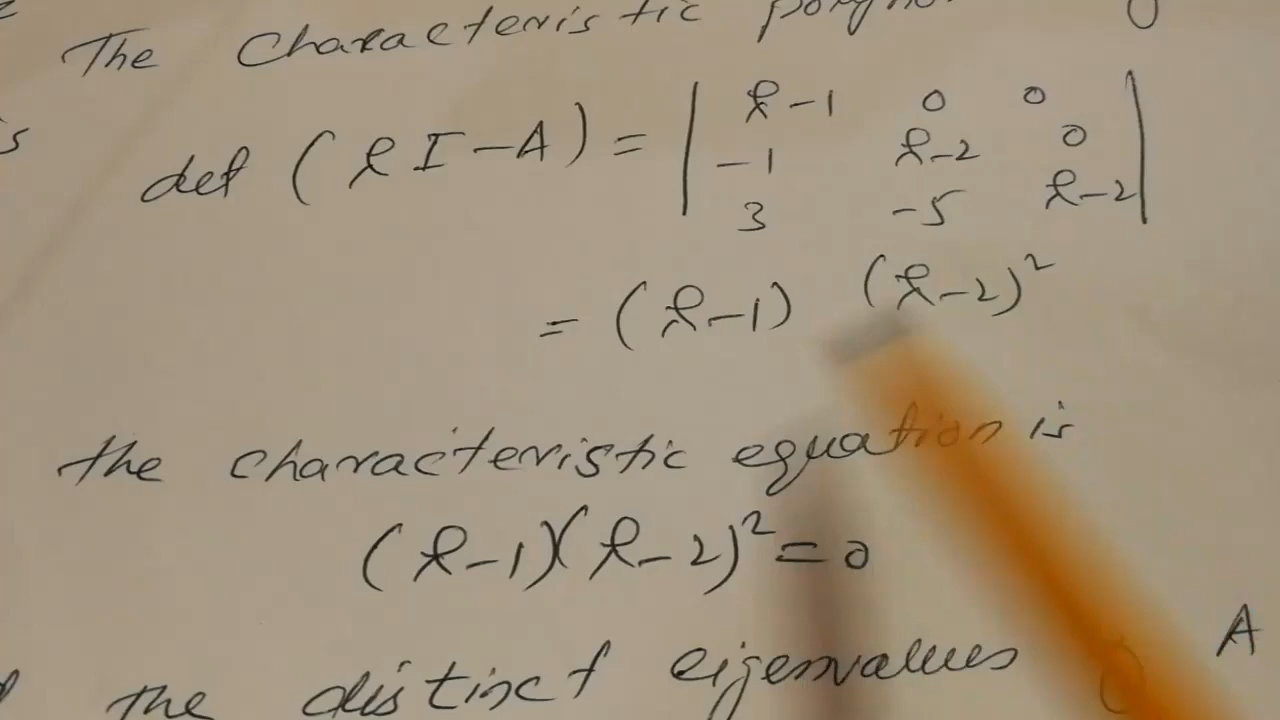 The Characteristic
s
det (λI-A) = | λ-1 0 0
-1 λ-2 0
3 -5 λ-2 |
= (λ-1) (λ-2)²
the characteristic equation is
(λ-1)(λ-2)²=0
the distinct eigenvalues A